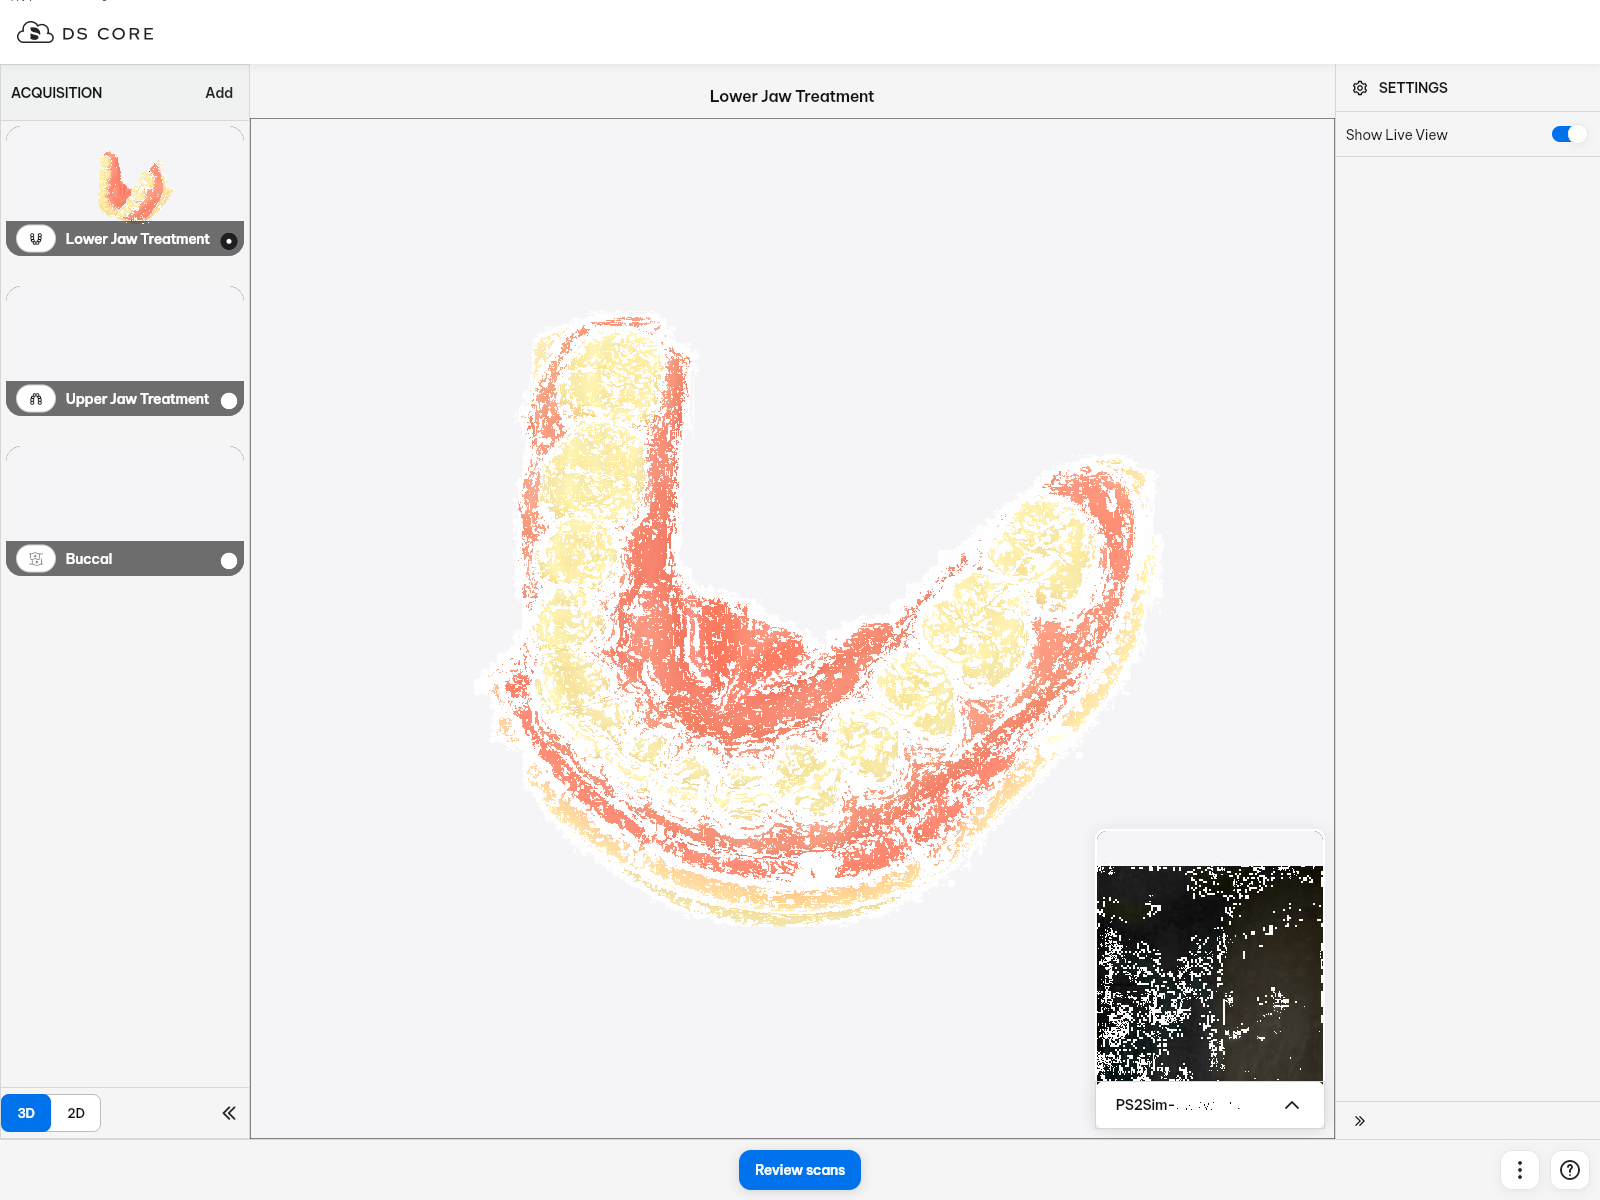 DS CORE
ACQUISITION Add
Lower Jaw Treatment
SETTINGS
Show Live View
Lower Jaw Treatment
Upper Jaw Treatment
Buccal
PS2Sim-
3D 2D
Review scans